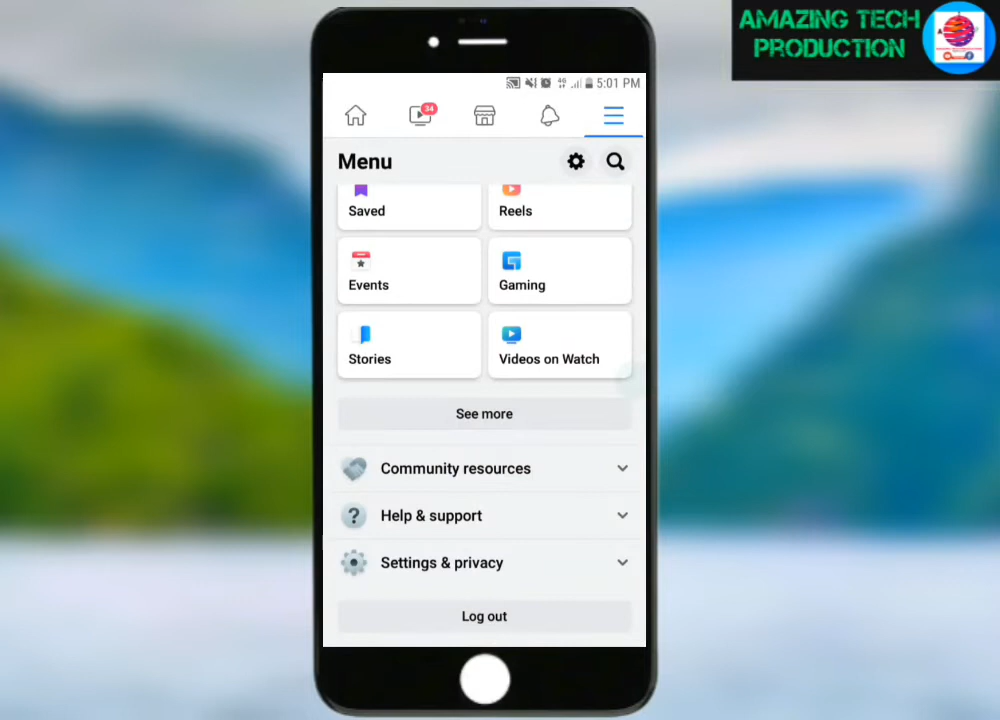 AMAZING TECH
PRODUCTION
5:01 PM
34
Menu
Saved
Reels
Events
Gaming
Stories
Videos on Watch
See more
Community resources
? Help & support
Settings & privacy
Log out